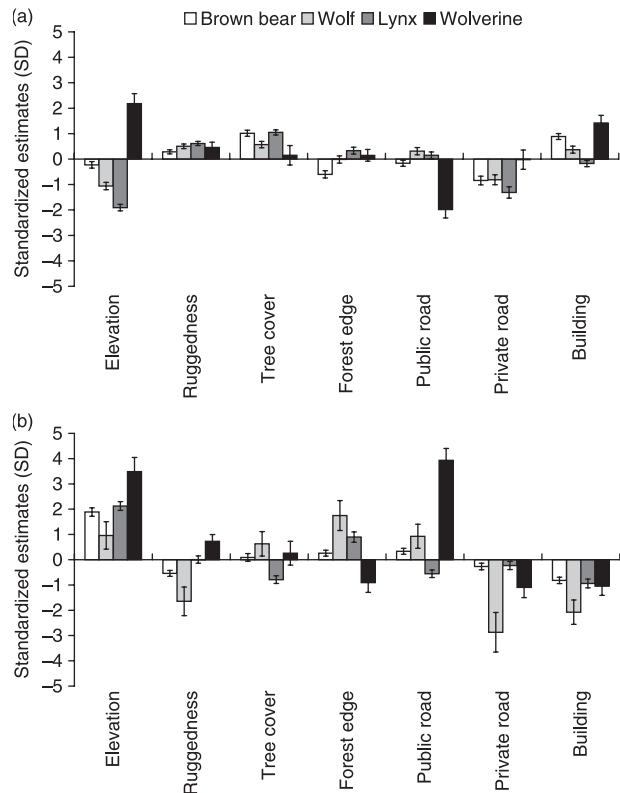 (a)
Brown bear Wolf Lynx Wolverine
Standardized estimates (SD)
5
4
3
2
1
0
–1
–2
–3
–4
–5
Elevation
Ruggedness
Tree cover
Forest edge
Public road
Private road
Building
(b)
Standardized estimates (SD)
5
4
3
2
1
0
–1
–2
–3
–4
–5
Elevation
Ruggedness
Tree cover
Forest edge
Public road
Private road
Building